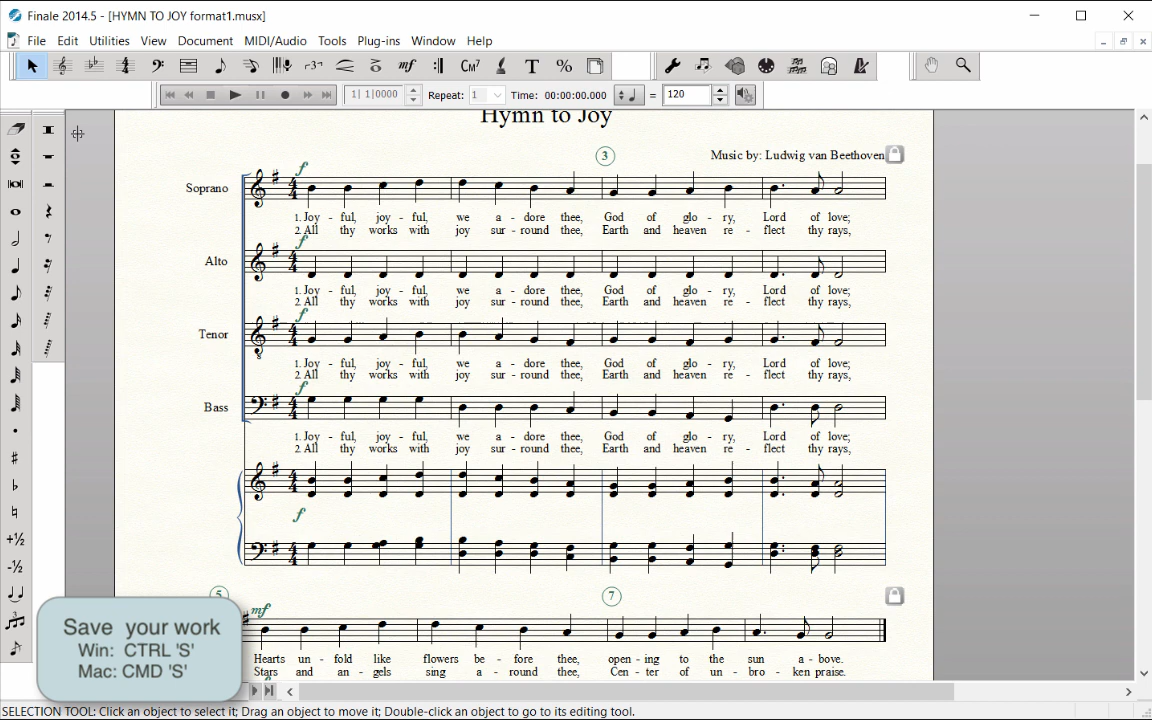 Finale 2014.5 - [HYMN TO JOY format1.musx]
File Edit Utilities View Document MIDI/Audio Tools Plug-ins Window Help
mf CM7 T %
1| 1|0000 Repeat: 1 Time: 00:00:00.000 = 120
Hymn to Joy
3 Music by: Ludwig van Beethoven
f
Soprano
1. Joy - ful, joy - ful, we a - dore thee, God of glo - ry, Lord of love;
2. All thy works with joy sur - round thee, Earth and heaven re - flect thy rays,
f
Alto
1. Joy - ful, joy - ful, we a - dore thee, God of glo - ry, Lord of love;
2. All thy works with joy sur - round thee, Earth and heaven re - flect thy rays,
f
Tenor
1. Joy - ful, joy - ful, we a - dore thee, God of glo - ry, Lord of love;
2. All thy works with joy sur - round thee, Earth and heaven re - flect thy rays,
f
Bass
1. Joy - ful, joy - ful, we a - dore thee, God of glo - ry, Lord of love;
2. All thy works with joy sur - round thee, Earth and heaven re - flect thy rays,
f
+½
-½
5 7
mf
Hearts un - fold like flowers be - fore thee, open - ing to the sun a - bove.
Stars and an - gels sing a - round thee, Cen - ter of un - bro - ken praise.
Save your work
Win: CTRL 'S'
Mac: CMD 'S'
SELECTION TOOL: Click an object to select it; Drag an object to move it; Double-click an object to go to its editing tool.